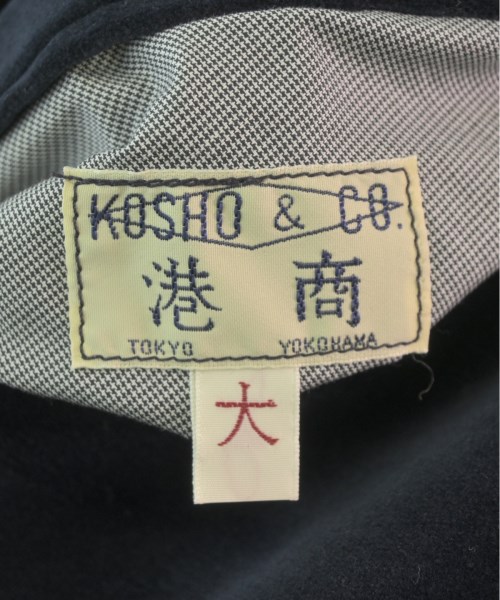 KOSHO & CO.
港 商
TOKYO YOKOHAMA
大